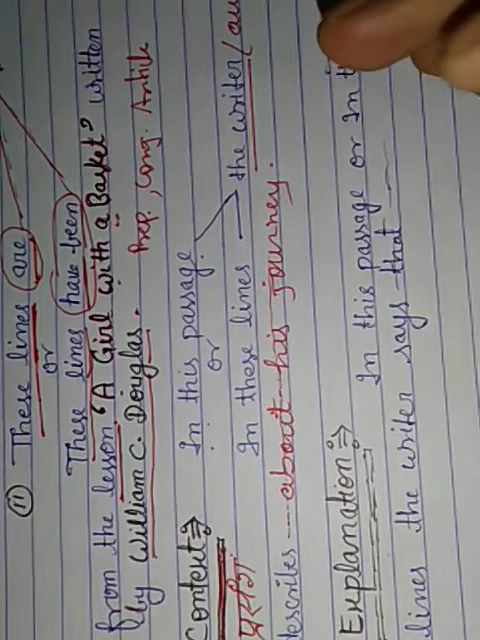 (11) These lines are
or
These lines have been
from the lesson "A Girl with a Basket" written
by William C. Douglas. Prep, Conj. Article
Content ⇒ In this passage
or
प्रसंग In these lines — the writer (au
describes --- about his journey.
Explanation ⇒ In this passage or In t
lines the writer says that —